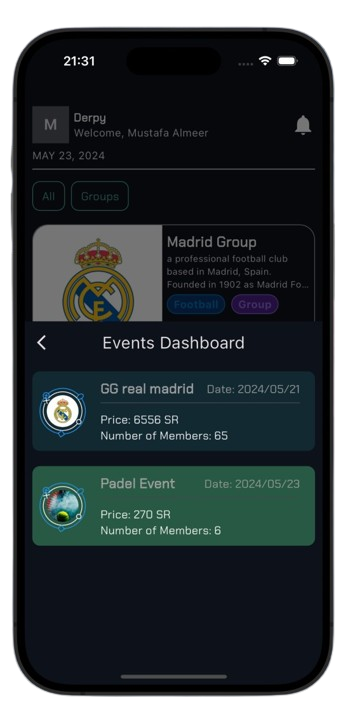 21:31
M
Derpy
Welcome, Mustafa Almeer
MAY 23, 2024
All
Groups
Madrid Group
a professional football club
based in Madrid, Spain.
Founded in 1902 as Madrid Fo...
Football
Group
Events Dashboard
GG real madrid
Date: 2024/05/21
Price: 6556 SR
Number of Members: 65
Padel Event
Date: 2024/05/23
Price: 270 SR
Number of Members: 6